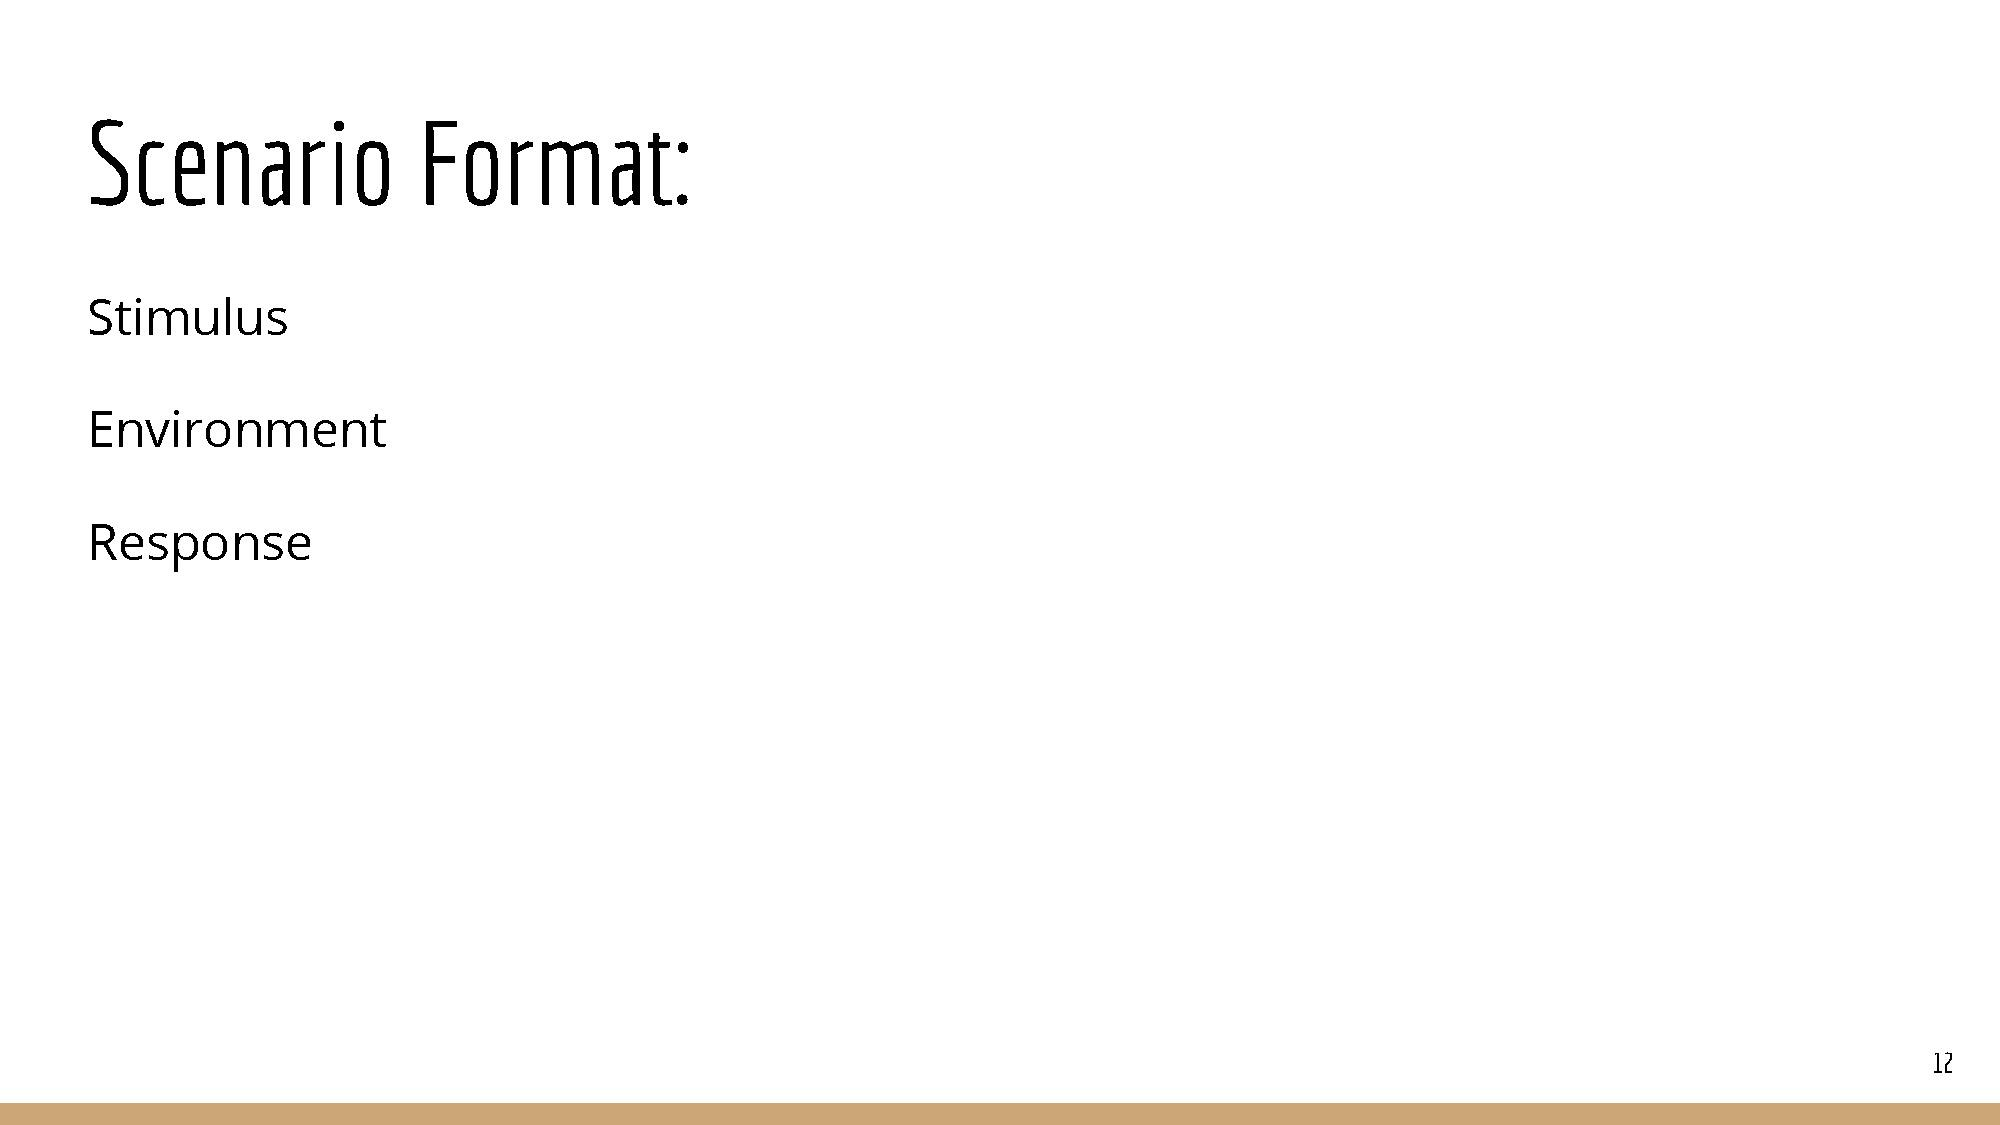 Scenario Format:
Stimulus
Environment
Response
12